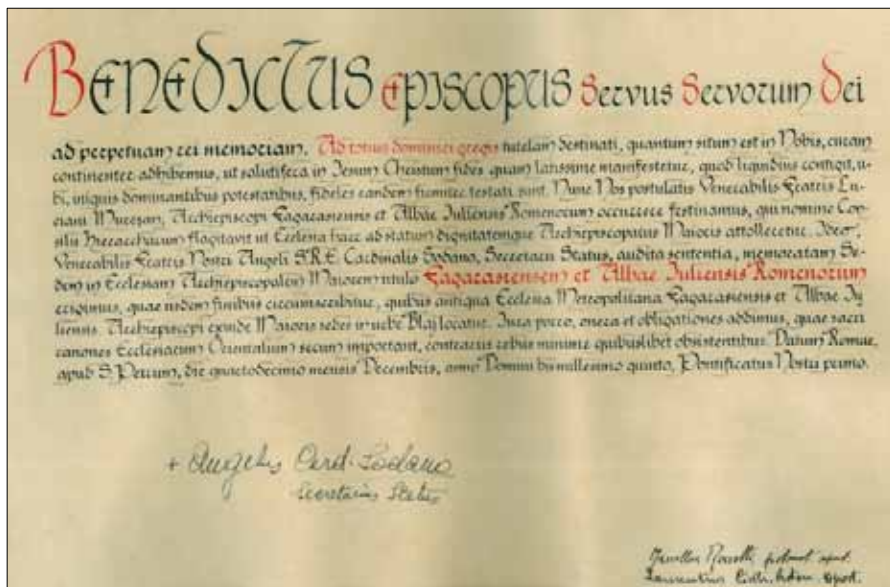 BENEDICTUS EPISCOPUS Servus Servorum Dei
ad perpetuam rei memoriam. Ad totius dominici gregis tutelam destinati, quantum situm est in Nobis, curam
continenter adhibemus, ut salutifera in Iesum Christum fides quam latissime manifestetur, quod liquidius contigit, u-
bi, iniquis dominantibus potestatibus, fideles eandem firmiter testati sunt. Nunc Nos postulatis Venerabilis Fratris Lu-
ciani Mureşan, Archiepiscopi Fagarasiensis et Albae Iuliensis Romenorum occurrere festinamus, qui nomine Con-
silii Hierarcharum flagitavit ut Ecclesia haec ad statum dignitatemque Archiepiscopatus Maioris attolleretur. Ideo,
Venerabilis Fratris Nostri Angeli S.R.E. Cardinalis Sodano, Secretarii Status, audita sententia, memoratam Se-
dem in Ecclesiam Archiepiscopalem Maiorem titulo Fagarasiensem et Albae Iuliensis Romenorum
erigimus, quae iisdem finibus circumscribitur, quibus antiqua Ecclesia Metropolitana Fagarasiensis et Albae Iu-
liensis. Archiepiscopi exinde Maioris sedes in urbe Blaj locatur. Iura porro, onera et obligationes addimus, quae sacri
canones Ecclesiarum Orientalium secum important, contrariis rebus minime quibuslibet obsistentibus. Datum Romae,
apud S. Petrum, die quartodecimo mensis Decembris, anno Domini bis millesimo quinto, Pontificatus Nostri primo.
+ Angelus Card. Sodano
Secretarius Status